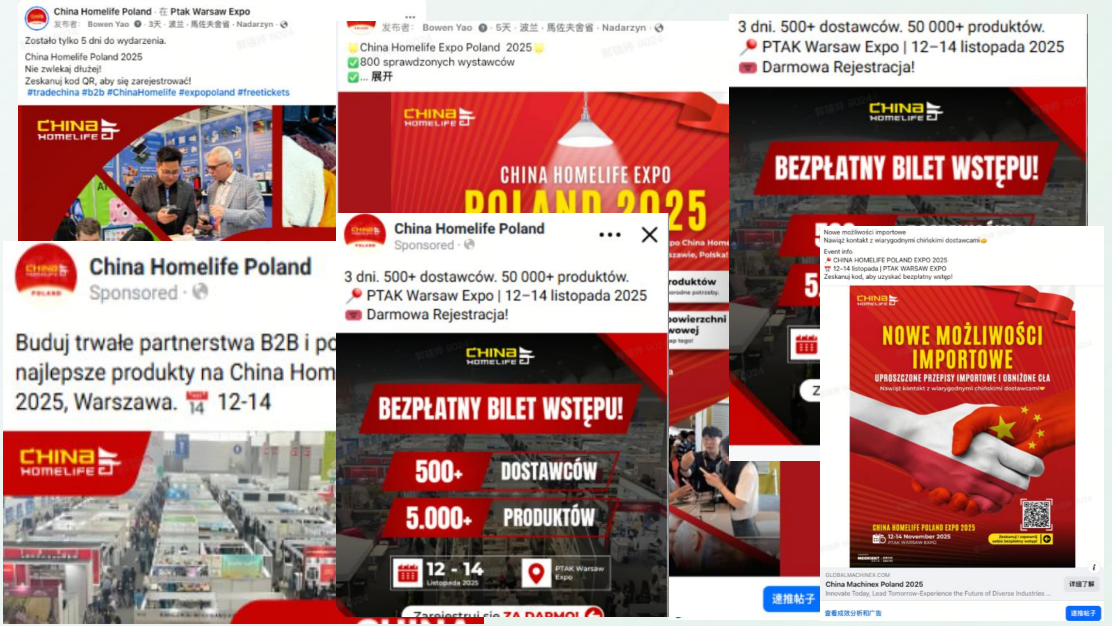 China Homelife Poland · 在 Ptak Warsaw Expo
发布者： Bowen Yao · 3天 · 波兰 · 馬佐夫舍省 · Nadarzyn ·
Zostało tylko 5 dni do wydarzenia.
China Homelife Poland 2025
Nie zwlekaj dłużej!
Zeskanuj kod QR, aby się zarejestrować!
#tradechina #b2b #ChinaHomelife #expopoland #freetickets
CHINA
HOMELIFE
发布者： Bowen Yao · 5天 · 波兰 · 馬佐夫舍省 · Nadarzyn ·
China Homelife Expo Poland 2025
800 sprawdzonych wystawców
... 展开
CHINA
HOMELIFE
CHINA HOMELIFE EXPO
POLAND 2025
xpo China Home
szawie, Polska!
roduktów
orodne potrzeby.
powierzchni
wowej
3 dni. 500+ dostawców. 50 000+ produktów.
PTAK Warsaw Expo | 12–14 listopada 2025
Darmowa Rejestracja!
CHINA
HOMELIFE
BEZPŁATNY BILET WSTĘPU!
China Homelife Poland
Sponsored ·
Buduj trwałe partnerstwa B2B i po
najlepsze produkty na China Hom
2025, Warszawa. 14 12-14
CHINA
HOMELIFE
China Homelife Poland
Sponsored ·
3 dni. 500+ dostawców. 50 000+ produktów.
PTAK Warsaw Expo | 12–14 listopada 2025
Darmowa Rejestracja!
CHINA
HOMELIFE
BEZPŁATNY BILET WSTĘPU!
500+ DOSTAWCÓW
5.000+ PRODUKTÓW
12 - 14
Listopada 2025
PTAK Warsaw
Expo
Zarejestruj się ZA DARMO!
速推帖子
Nowe możliwości importowe
Nawiąż kontakt z wiarygodnymi chińskimi dostawcami
Event info
CHINA HOMELIFE POLAND EXPO 2025
12-14 listopada | PTAK WARSAW EXPO
Zeskanuj kod, aby uzyskać bezpłatny wstęp!
CHINA
HOMELIFE
NOWE MOŻLIWOŚCI
IMPORTOWE
UPROSZCZONE PRZEPISY IMPORTOWE I OBNIŻONE CŁA
Nawiąż kontakt z wiarygodnymi chińskimi dostawcami
CHINA HOMELIFE POLAND EXPO 2025
12-14 November 2025
PTAK WARSAW EXPO
GLOBALMACHINEX.COM
China Machinex Poland 2025
Innovate Today, Lead Tomorrow-Experience the Future of Diverse Industries ...
详细了解
查看成效分析和广告
速推帖子